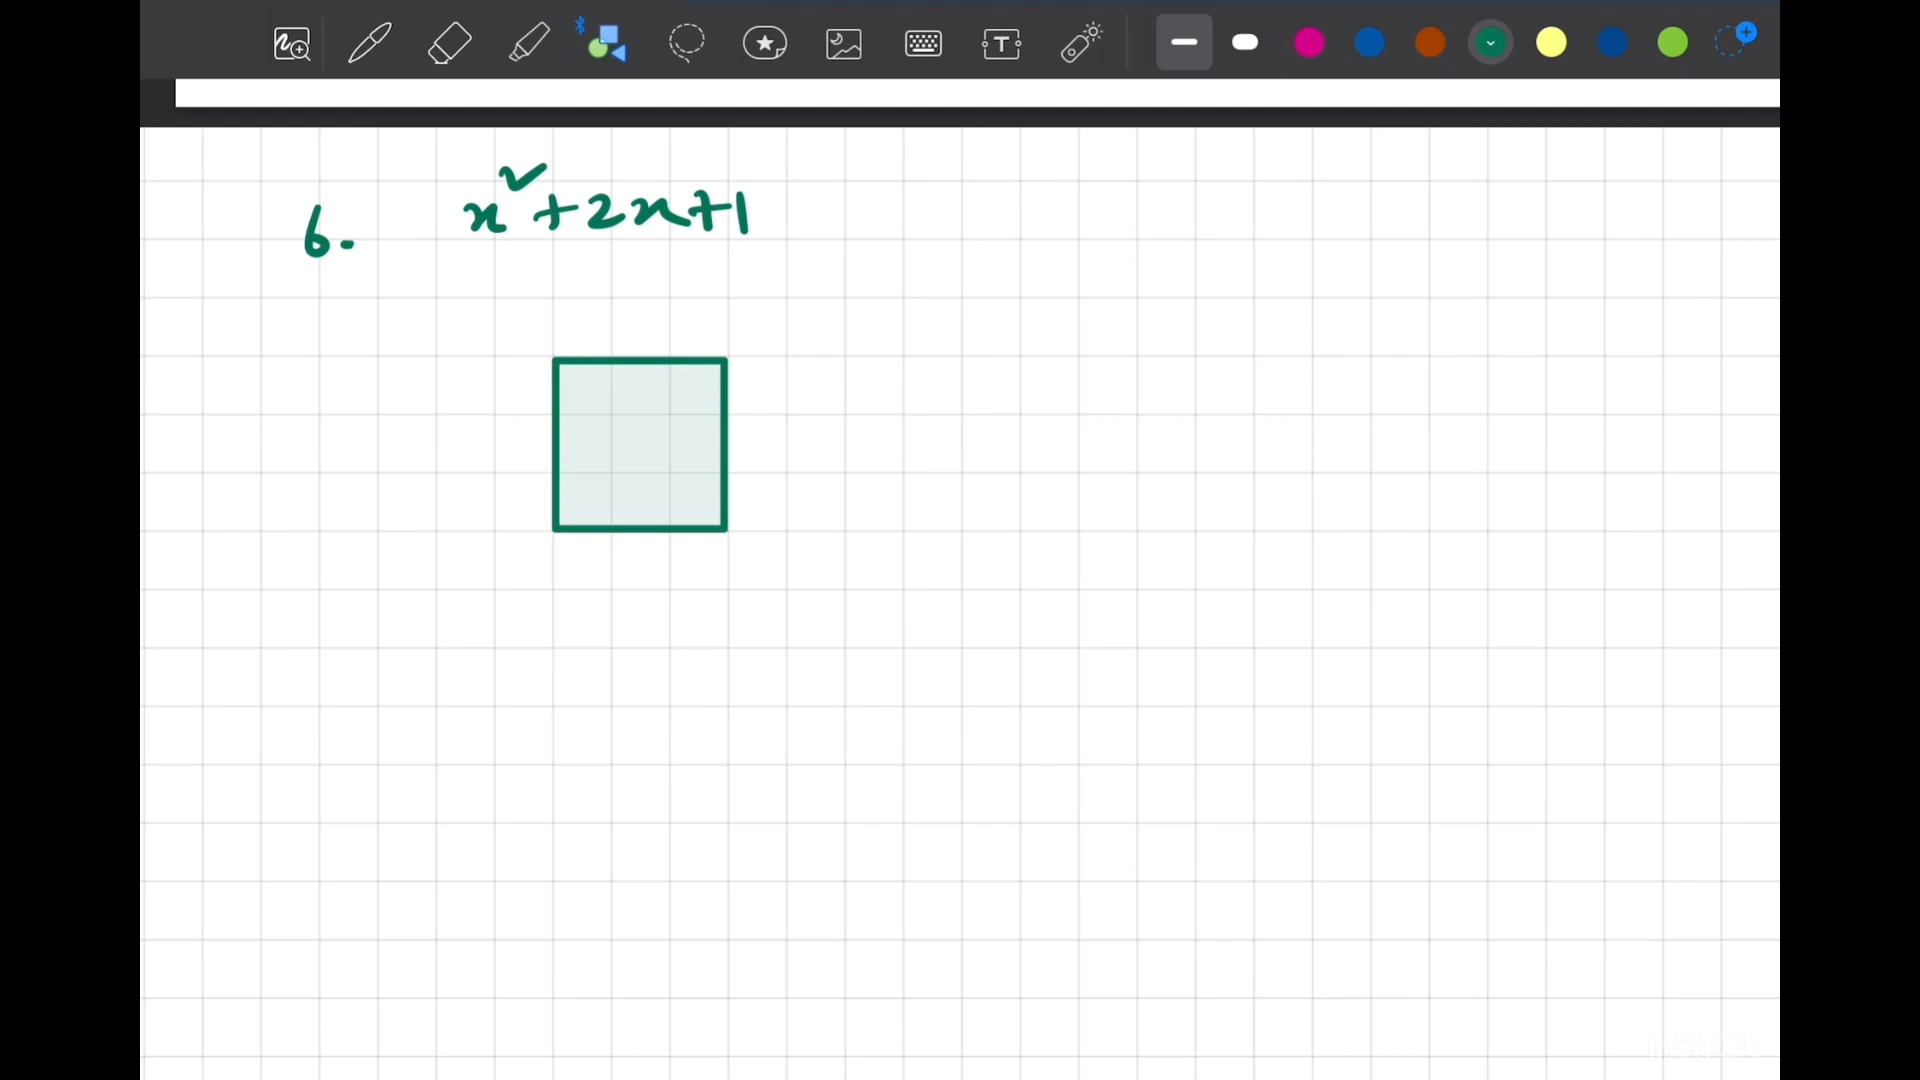 6. x² + 2x + 1